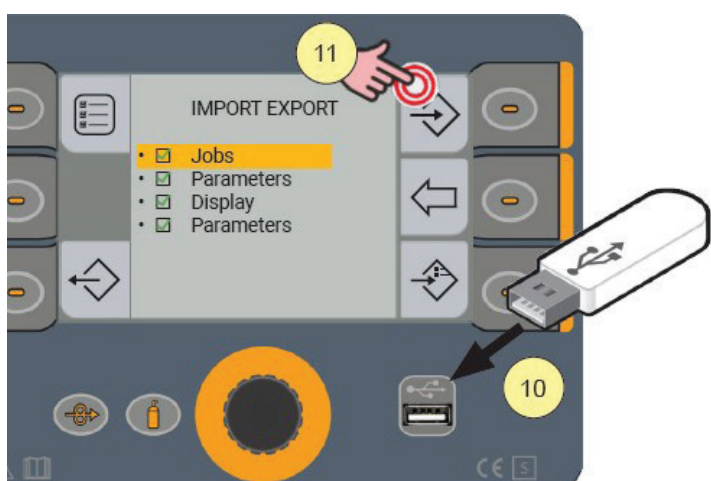 11
IMPORT EXPORT
• Jobs
• Parameters
• Display
• Parameters
10
CE S